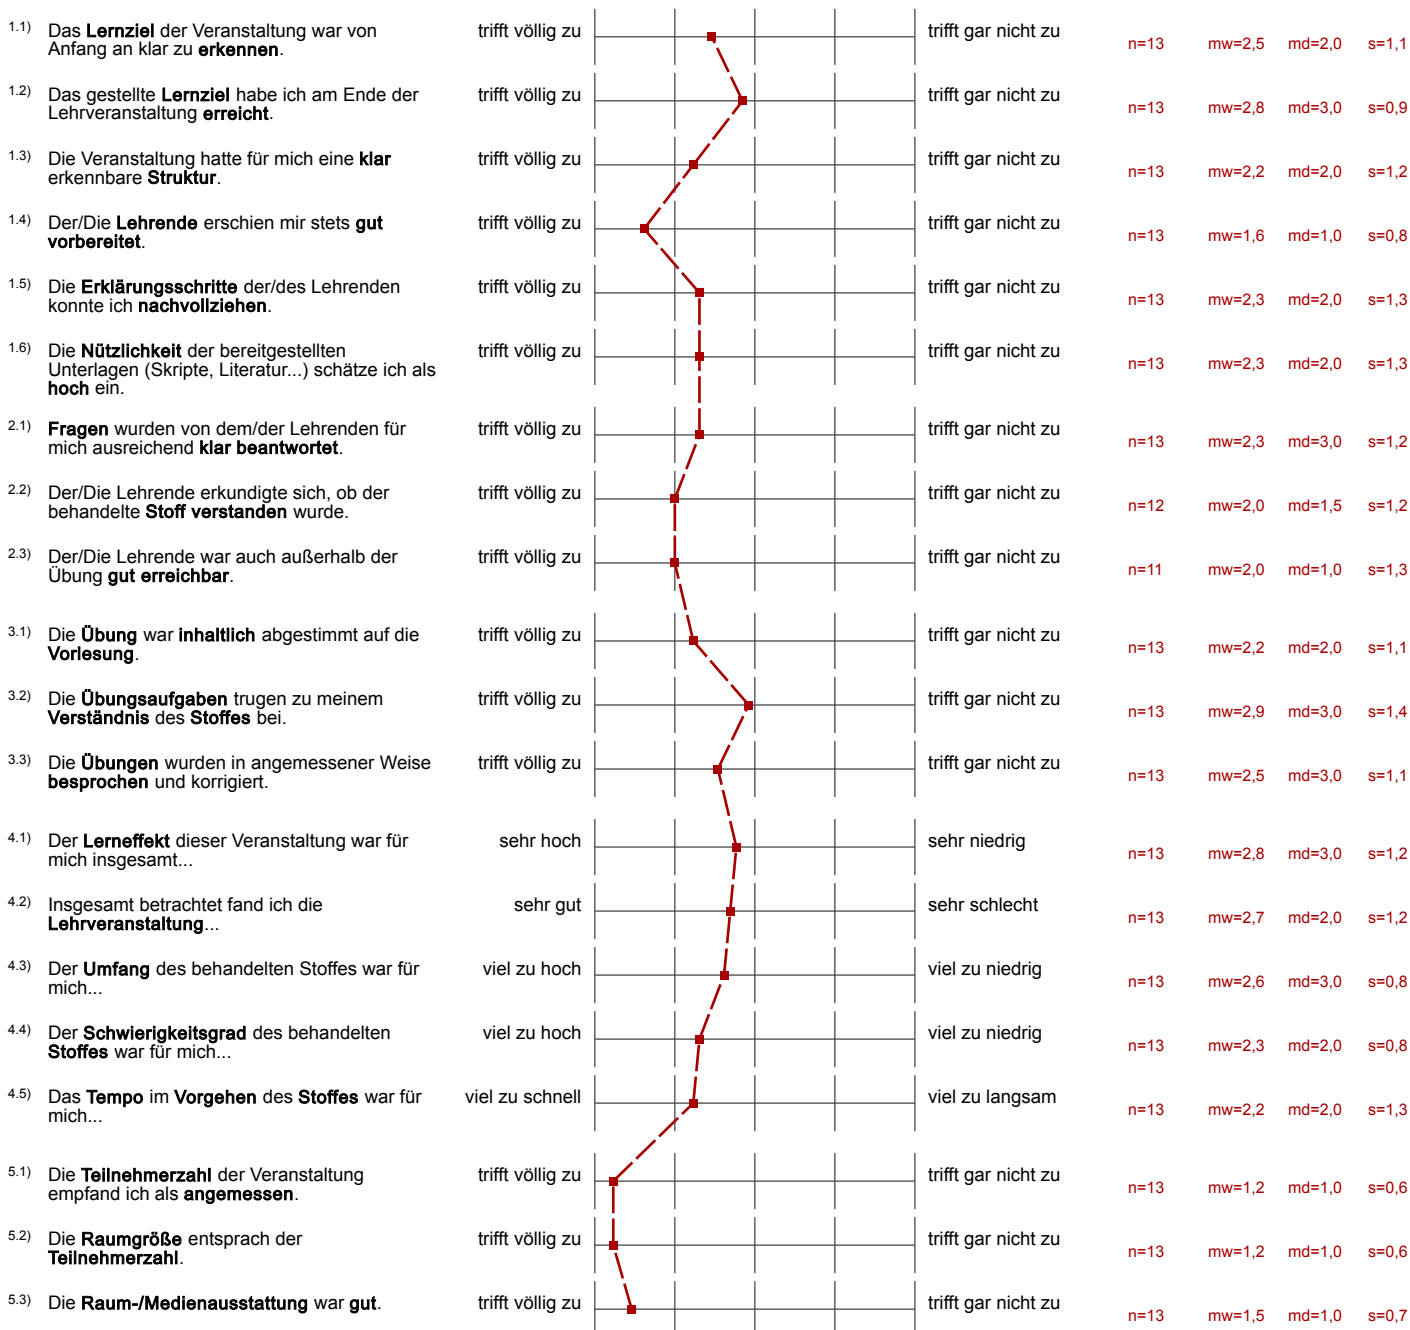 1.1) Das Lernziel der Veranstaltung war von trifft völlig zu trifft gar nicht zu
Anfang an klar zu erkennen. n=13 mw=2,5 md=2,0 s=1,1
1.2) Das gestellte Lernziel habe ich am Ende der trifft völlig zu trifft gar nicht zu
Lehrveranstaltung erreicht. n=13 mw=2,8 md=3,0 s=0,9
1.3) Die Veranstaltung hatte für mich eine klar trifft völlig zu trifft gar nicht zu
erkennbare Struktur. n=13 mw=2,2 md=2,0 s=1,2
1.4) Der/Die Lehrende erschien mir stets gut trifft völlig zu trifft gar nicht zu
vorbereitet. n=13 mw=1,6 md=1,0 s=0,8
1.5) Die Erklärungsschritte der/des Lehrenden trifft völlig zu trifft gar nicht zu
konnte ich nachvollziehen. n=13 mw=2,3 md=2,0 s=1,3
1.6) Die Nützlichkeit der bereitgestellten trifft völlig zu trifft gar nicht zu
Unterlagen (Skripte, Literatur...) schätze ich als n=13 mw=2,3 md=2,0 s=1,3
hoch ein.
2.1) Fragen wurden von dem/der Lehrenden für trifft völlig zu trifft gar nicht zu
mich ausreichend klar beantwortet. n=13 mw=2,3 md=3,0 s=1,2
2.2) Der/Die Lehrende erkundigte sich, ob der trifft völlig zu trifft gar nicht zu
behandelte Stoff verstanden wurde. n=12 mw=2,0 md=1,5 s=1,2
2.3) Der/Die Lehrende war auch außerhalb der trifft völlig zu trifft gar nicht zu
Übung gut erreichbar. n=11 mw=2,0 md=1,0 s=1,3
3.1) Die Übung war inhaltlich abgestimmt auf die trifft völlig zu trifft gar nicht zu
Vorlesung. n=13 mw=2,2 md=2,0 s=1,1
3.2) Die Übungsaufgaben trugen zu meinem trifft völlig zu trifft gar nicht zu
Verständnis des Stoffes bei. n=13 mw=2,9 md=3,0 s=1,4
3.3) Die Übungen wurden in angemessener Weise trifft völlig zu trifft gar nicht zu
besprochen und korrigiert. n=13 mw=2,5 md=3,0 s=1,1
4.1) Der Lerneffekt dieser Veranstaltung war für sehr hoch sehr niedrig
mich insgesamt... n=13 mw=2,8 md=3,0 s=1,2
4.2) Insgesamt betrachtet fand ich die sehr gut sehr schlecht
Lehrveranstaltung... n=13 mw=2,7 md=2,0 s=1,2
4.3) Der Umfang des behandelten Stoffes war für viel zu hoch viel zu niedrig
mich... n=13 mw=2,6 md=3,0 s=0,8
4.4) Der Schwierigkeitsgrad des behandelten viel zu hoch viel zu niedrig
Stoffes war für mich... n=13 mw=2,3 md=2,0 s=0,8
4.5) Das Tempo im Vorgehen des Stoffes war für viel zu schnell viel zu langsam
mich... n=13 mw=2,2 md=2,0 s=1,3
5.1) Die Teilnehmerzahl der Veranstaltung trifft völlig zu trifft gar nicht zu
empfand ich als angemessen. n=13 mw=1,2 md=1,0 s=0,6
5.2) Die Raumgröße entsprach der trifft völlig zu trifft gar nicht zu
Teilnehmerzahl. n=13 mw=1,2 md=1,0 s=0,6
5.3) Die Raum-/Medienausstattung war gut. trifft völlig zu trifft gar nicht zu
n=13 mw=1,5 md=1,0 s=0,7